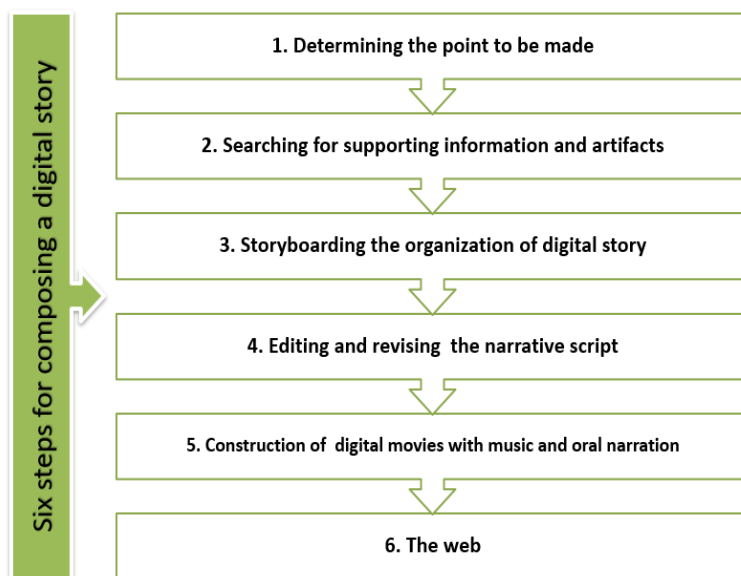 Six steps for composing a digital story
1. Determining the point to be made
2. Searching for supporting information and artifacts
3. Storyboarding the organization of digital story
4. Editing and revising  the narrative script
5. Construction of  digital movies with music and oral narration
6. The web